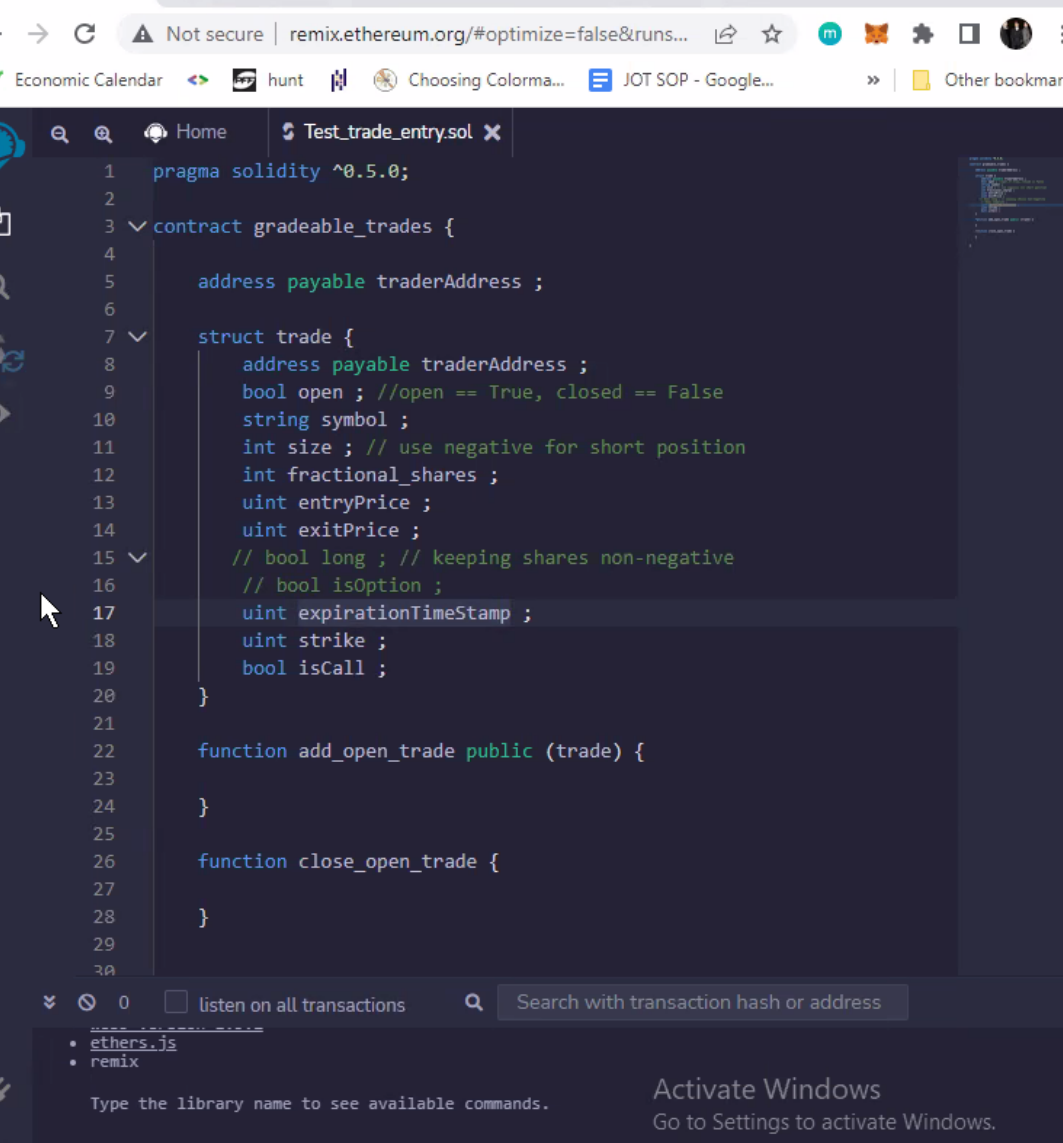 Not secure | remix.ethereum.org/#optimize=false&runs...
m
Economic Calendar <> hunt Choosing Colorma... JOT SOP - Google... » Other bookmar
Home Test_trade_entry.sol
1 pragma solidity ^0.5.0;
2
3 contract gradeable_trades {
4
5 address payable traderAddress ;
6
7 struct trade {
8 address payable traderAddress ;
9 bool open ; //open == True, closed == False
10 string symbol ;
11 int size ; // use negative for short position
12 int fractional_shares ;
13 uint entryPrice ;
14 uint exitPrice ;
15 // bool long ; // keeping shares non-negative
16 // bool isOption ;
17 uint expirationTimeStamp ;
18 uint strike ;
19 bool isCall ;
20 }
21
22 function add_open_trade public (trade) {
23
24 }
25
26 function close_open_trade {
27
28 }
29
30
0 listen on all transactions Search with transaction hash or address
• ethers.js
• remix
Type the library name to see available commands.
Activate Windows
Go to Settings to activate Windows.